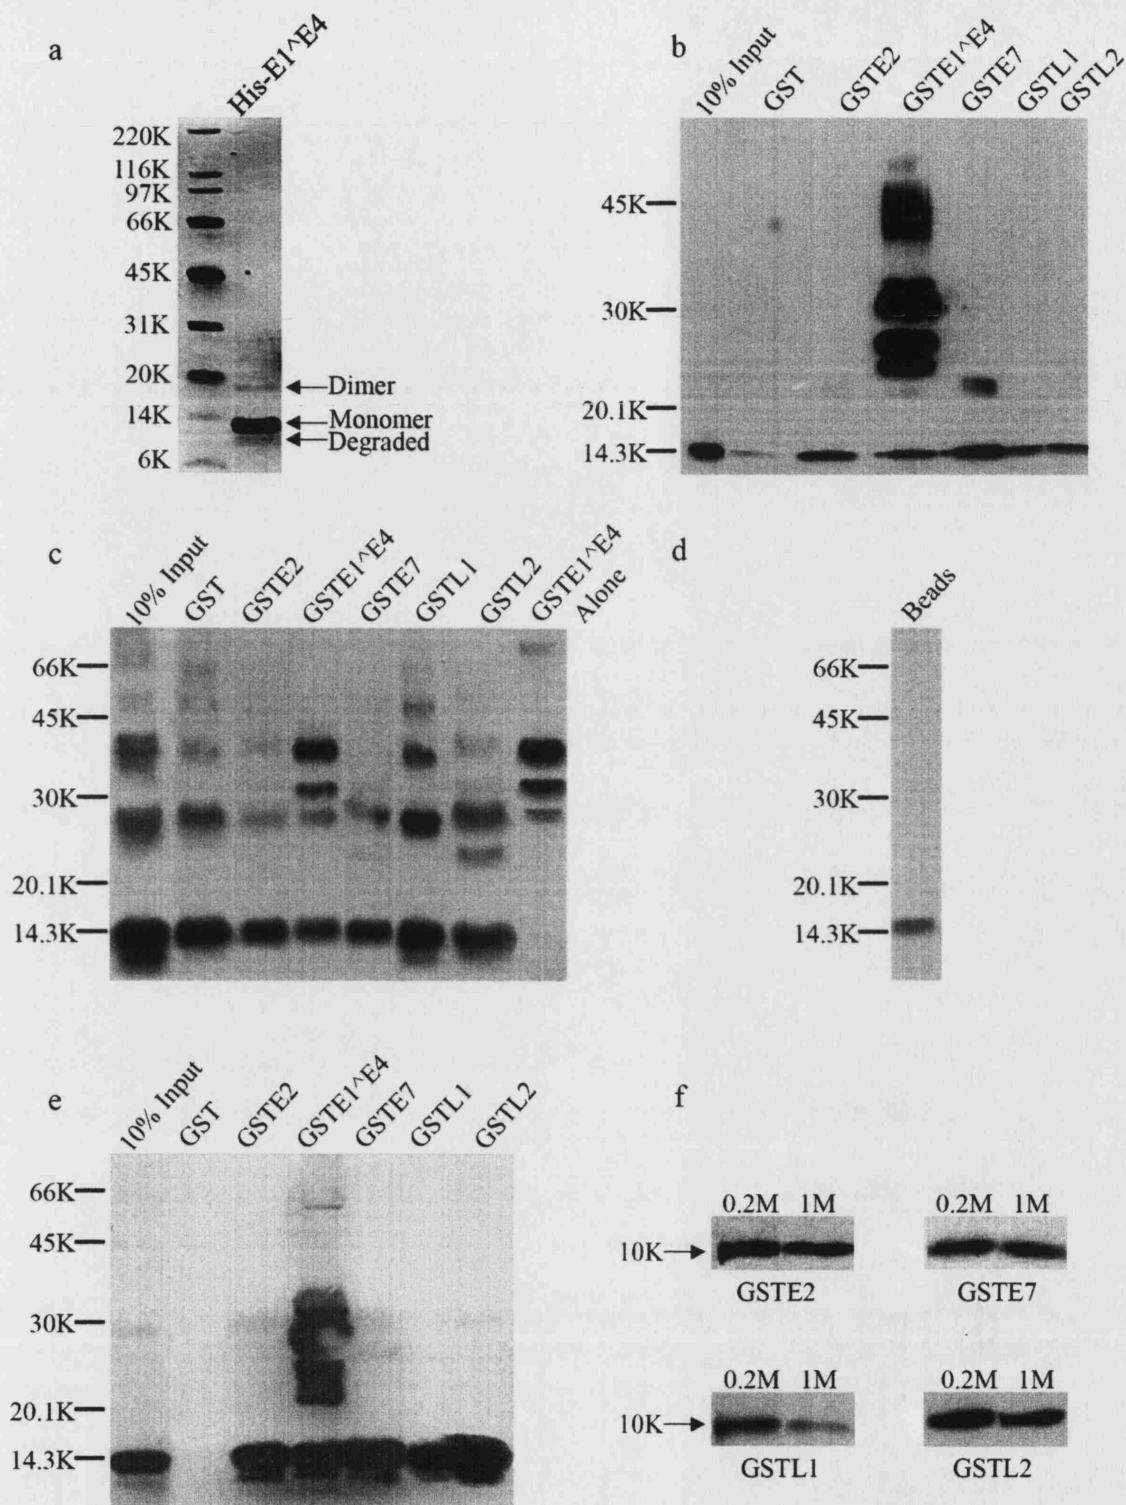 a
His-E1^E4
220K
116K
97K
66K
45K
31K
20K
14K
6K
Dimer
Monomer
Degraded
b
10% Input
GST
GSTE2
GSTE1^E4
GSTE7
GSTL1
GSTL2
45K
30K
20.1K
14.3K
c
10% Input
GST
GSTE2
GSTE1^E4
GSTE7
GSTL1
GSTL2
GSTE1^E4
Alone
66K
45K
30K
20.1K
14.3K
d
Beads
66K
45K
30K
20.1K
14.3K
e
10% Input
GST
GSTE2
GSTE1^E4
GSTE7
GSTL1
GSTL2
66K
45K
30K
20.1K
14.3K
f
0.2M 1M
10K
GSTE2
0.2M 1M
GSTE7
0.2M 1M
10K
GSTL1
0.2M 1M
GSTL2